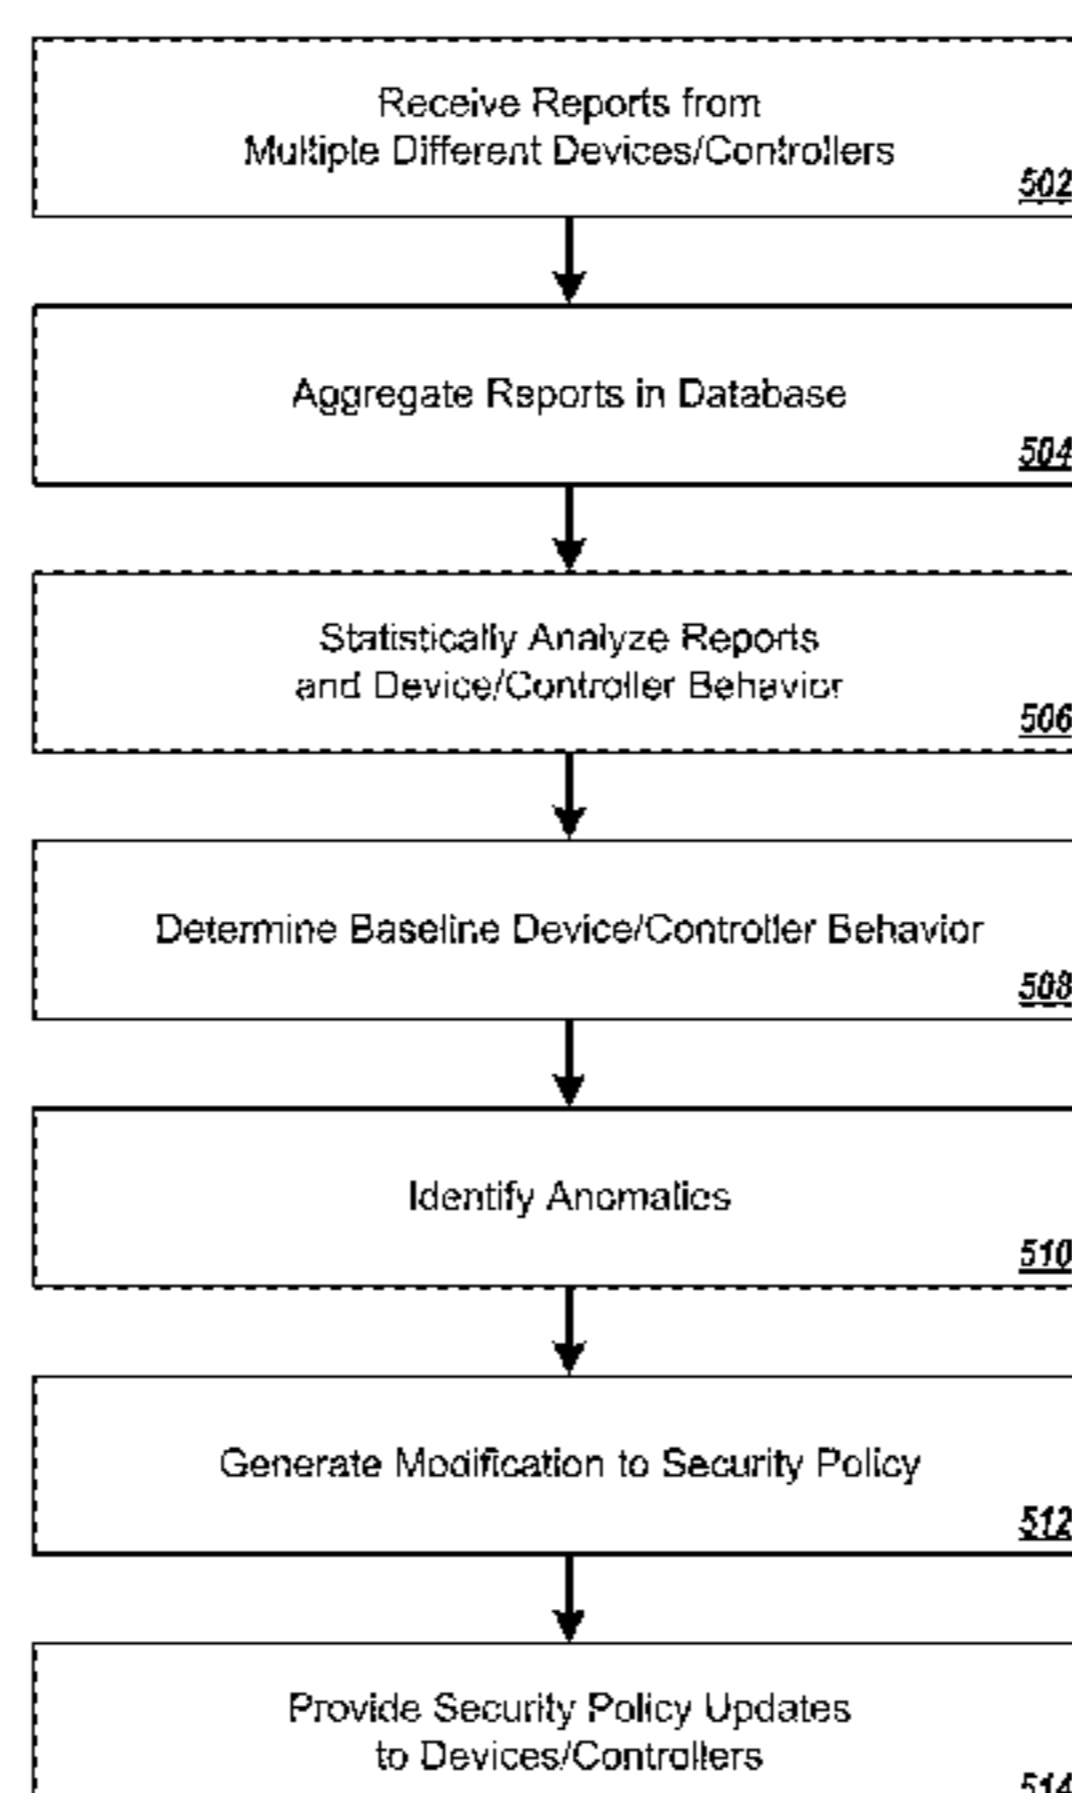 Receive Reports from
Multiple Different Devices/Controllers
502
Aggregate Reports in Database
504
Statistically Analyze Reports
and Device/Controller Behavior
506
Determine Baseline Device/Controller Behavior
508
Identify Anomalies
510
Generate Modification to Security Policy
512
Provide Security Policy Updates
to Devices/Controllers
514